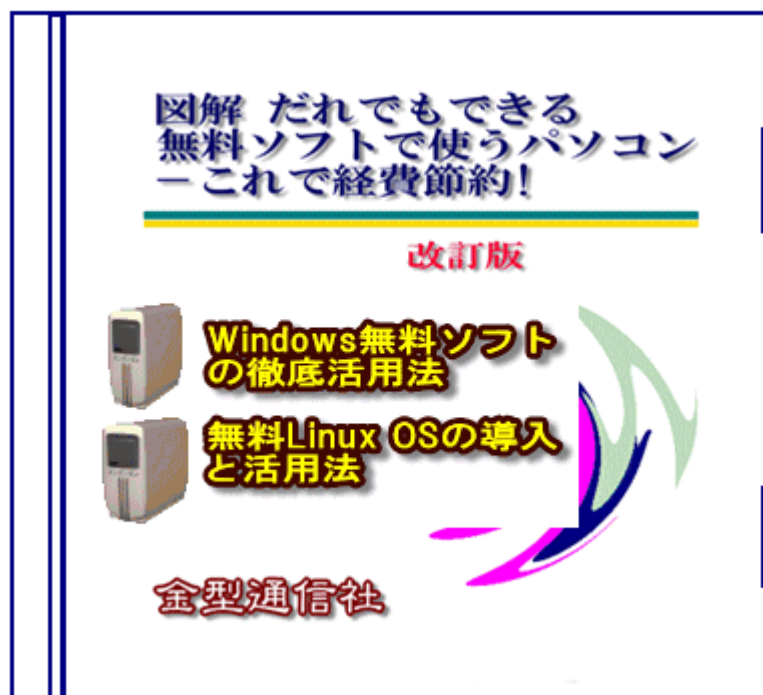 図解 だれでもできる
無料ソフトで使うパソコン
－これで経費節約!
改訂版
Windows無料ソフト
の徹底活用法
無料Linux OSの導入
と活用法
金型通信社